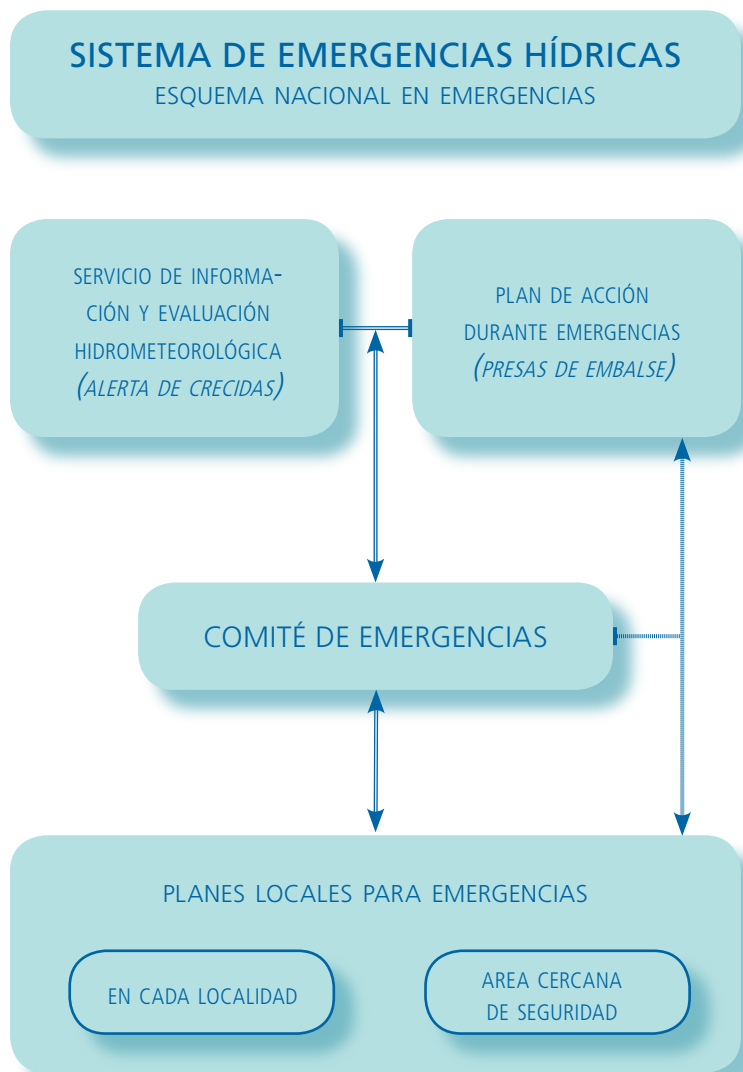 SISTEMA DE EMERGENCIAS HÍDRICAS
ESQUEMA NACIONAL EN EMERGENCIAS
SERVICIO DE INFORMA-
CIÓN Y EVALUACIÓN
HIDROMETEOROLÓGICA
(ALERTA DE CRECIDAS)
PLAN DE ACCIÓN
DURANTE EMERGENCIAS
(PRESAS DE EMBALSE)
COMITÉ DE EMERGENCIAS
PLANES LOCALES PARA EMERGENCIAS
EN CADA LOCALIDAD
AREA CERCANA
DE SEGURIDAD